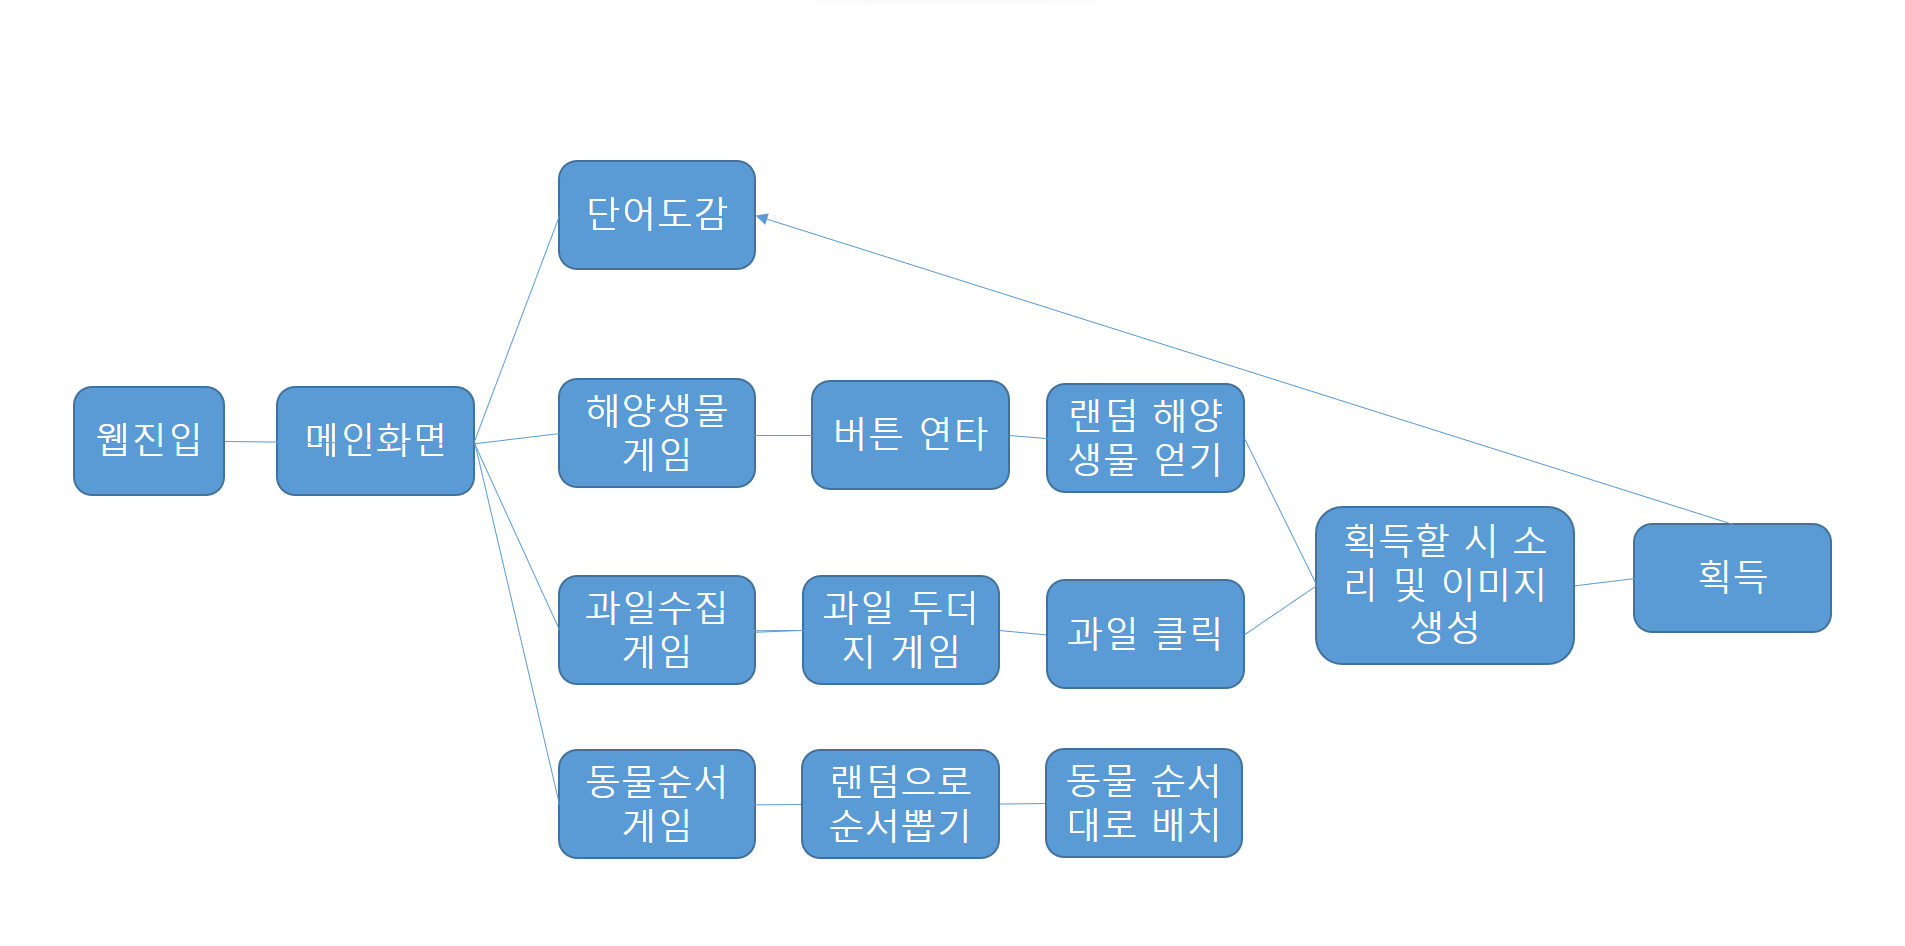 단어도감
웹진입
메인화면
해양생물
게임
버튼 연타
랜덤 해양
생물 얻기
과일수집
게임
과일 두더
지 게임
과일 클릭
획득할 시 소
리 및 이미지
생성
획득
동물순서
게임
랜덤으로
순서뽑기
동물 순서
대로 배치